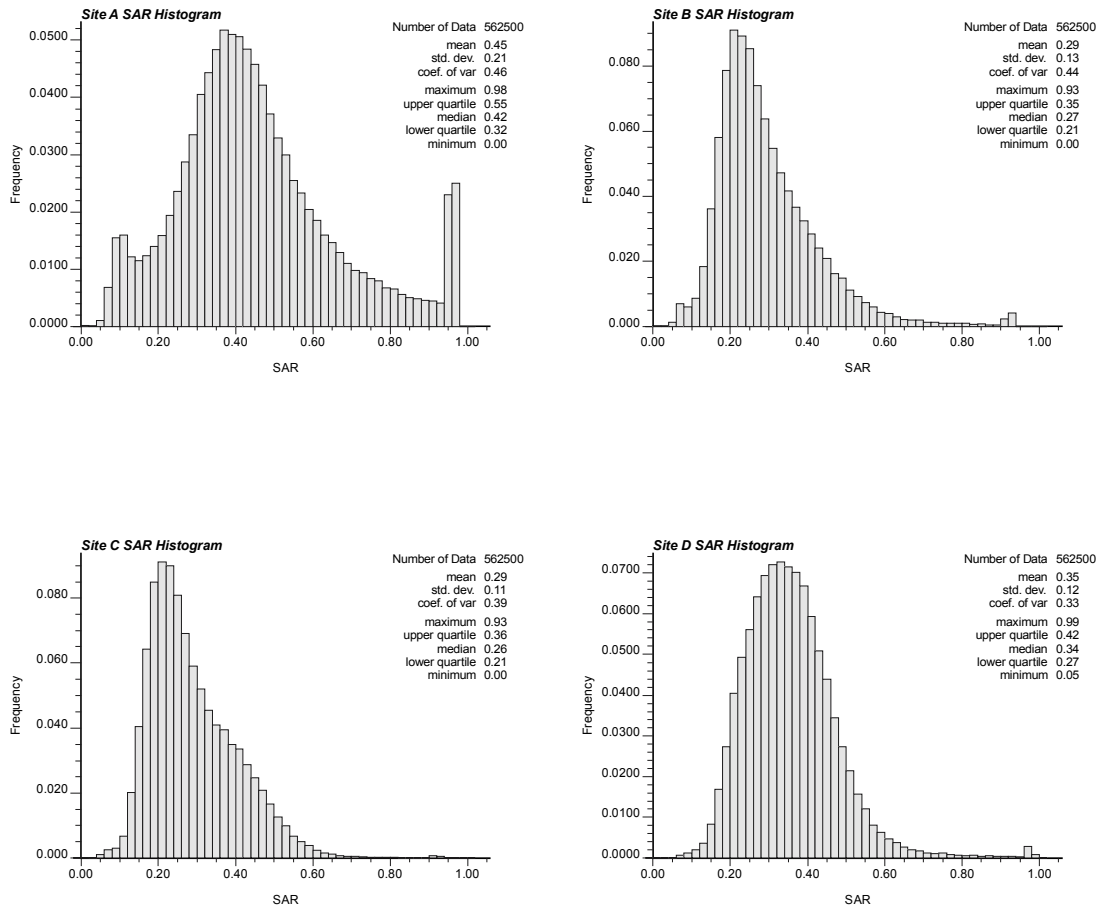 Site A SAR Histogram
Number of Data 562500
mean 0.45
std. dev. 0.21
coef. of var 0.46
maximum 0.98
upper quartile 0.55
median 0.42
lower quartile 0.32
minimum 0.00
Frequency
0.0500
0.0400
0.0300
0.0200
0.0100
0.0000
0.00 0.20 0.40 0.60 0.80 1.00
SAR
Site B SAR Histogram
Number of Data 562500
mean 0.29
std. dev. 0.13
coef. of var 0.44
maximum 0.93
upper quartile 0.35
median 0.27
lower quartile 0.21
minimum 0.00
Frequency
0.080
0.060
0.040
0.020
0.000
0.00 0.20 0.40 0.60 0.80 1.00
SAR
Site C SAR Histogram
Number of Data 562500
mean 0.29
std. dev. 0.11
coef. of var 0.39
maximum 0.93
upper quartile 0.36
median 0.26
lower quartile 0.21
minimum 0.00
Frequency
0.080
0.060
0.040
0.020
0.000
0.00 0.20 0.40 0.60 0.80 1.00
SAR
Site D SAR Histogram
Number of Data 562500
mean 0.35
std. dev. 0.12
coef. of var 0.33
maximum 0.99
upper quartile 0.42
median 0.34
lower quartile 0.27
minimum 0.05
Frequency
0.0700
0.0600
0.0500
0.0400
0.0300
0.0200
0.0100
0.0000
0.00 0.20 0.40 0.60 0.80 1.00
SAR